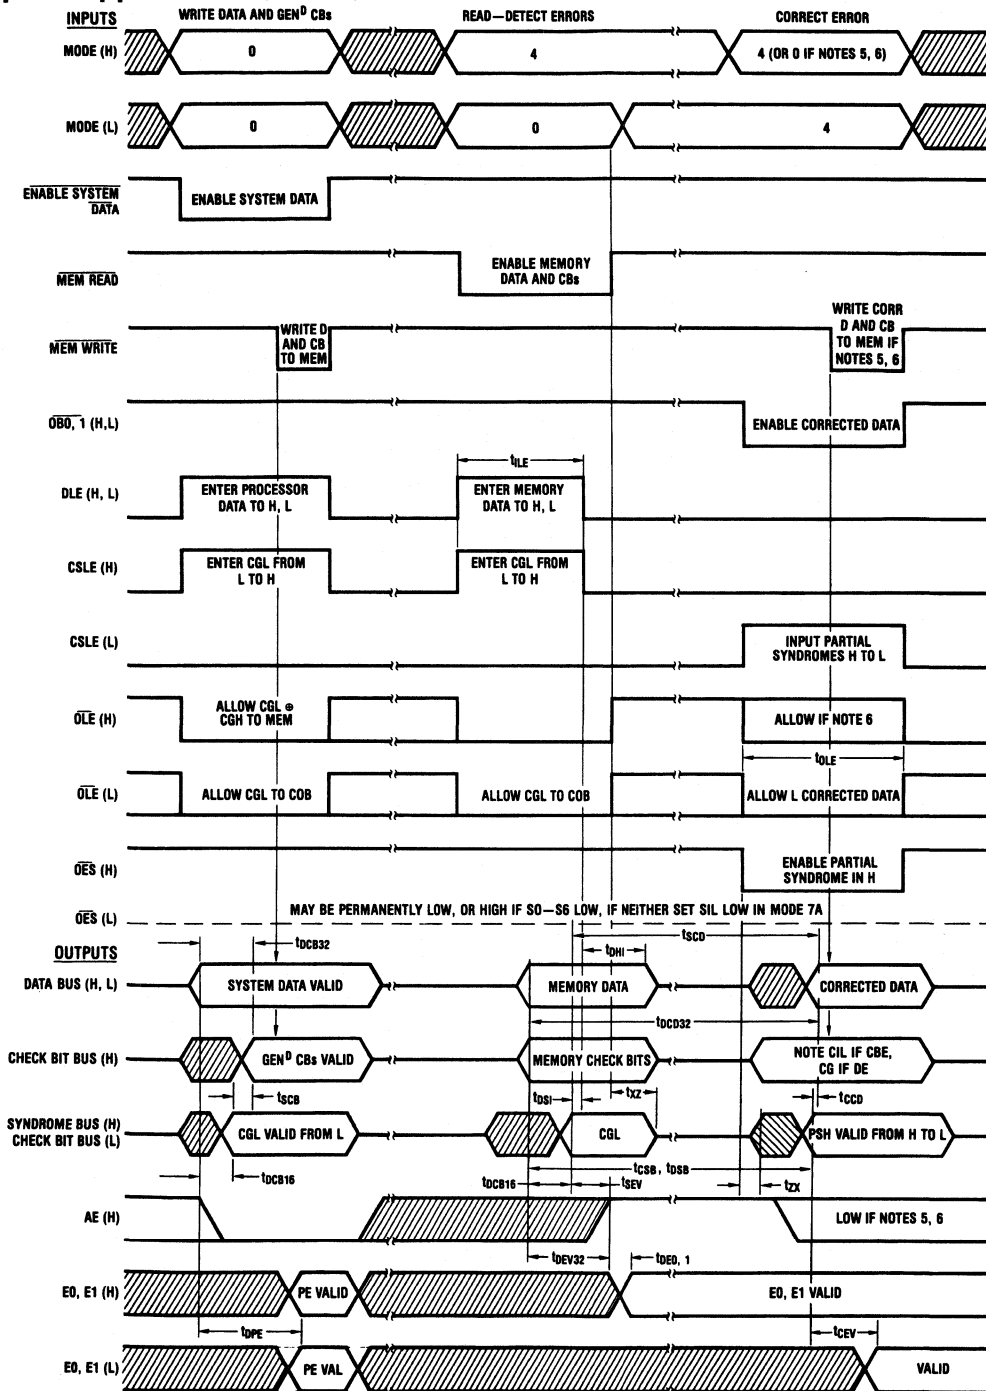 INPUTS
WRITE DATA AND GENᴰ CBs
READ—DETECT ERRORS
CORRECT ERROR
MODE (H)
0
4
4 (OR 0 IF NOTES 5, 6)
MODE (L)
0
0
4
ENABLE SYSTEM
DATA
ENABLE SYSTEM DATA
MEM READ
ENABLE MEMORY
DATA AND CBs
MEM WRITE
WRITE D
AND CB
TO MEM
WRITE CORR
D AND CB
TO MEM IF
NOTES 5, 6
OB0, 1 (H,L)
ENABLE CORRECTED DATA
tILE
DLE (H, L)
ENTER PROCESSOR
DATA TO H, L
ENTER MEMORY
DATA TO H, L
CSLE (H)
ENTER CGL FROM
L TO H
ENTER CGL FROM
L TO H
CSLE (L)
INPUT PARTIAL
SYNDROMES H TO L
OLE (H)
ALLOW CGL ⊕
CGH TO MEM
ALLOW IF NOTE 6
tOLE
OLE (L)
ALLOW CGL TO COB
ALLOW CGL TO COB
ALLOW L CORRECTED DATA
OES (H)
ENABLE PARTIAL
SYNDROME IN H
OES (L)
MAY BE PERMANENTLY LOW, OR HIGH IF S0—S6 LOW, IF NEITHER SET SIL LOW IN MODE 7A
OUTPUTS
tDCB32
tSCD
tDHI
DATA BUS (H, L)
SYSTEM DATA VALID
MEMORY DATA
CORRECTED DATA
tDCD32
CHECK BIT BUS (H)
GENᴰ CBs VALID
MEMORY CHECK BITS
NOTE CIL IF CBE,
CG IF DE
tSCB
tDSI
tXZ
tCCD
SYNDROME BUS (H)
CHECK BIT BUS (L)
CGL VALID FROM L
CGL
PSH VALID FROM H TO L
tCSB, tDSB
tDCB16
tDCB16
tSEV
tZX
AE (H)
LOW IF NOTES 5, 6
tDEV32
tDE0, 1
E0, E1 (H)
PE VALID
E0, E1 VALID
tDPE
tCEV
E0, E1 (L)
PE VAL
VALID